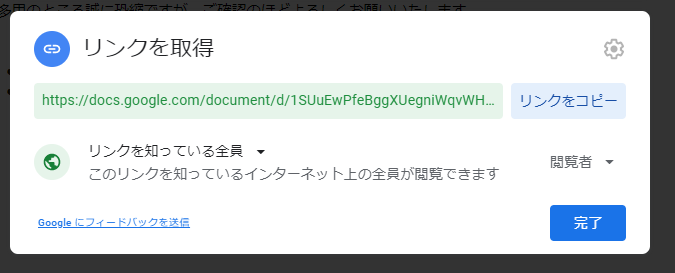 多用のところ誠に恐縮ですが、ご確認のほどよろしくお願いいたします
リンクを取得
https://docs.google.com/document/d/1SUuEwPfeBggXUegniWqvWH...
リンクをコピー
リンクを知っている全員
このリンクを知っているインターネット上の全員が閲覧できます
閲覧者
Google にフィードバックを送信
完了